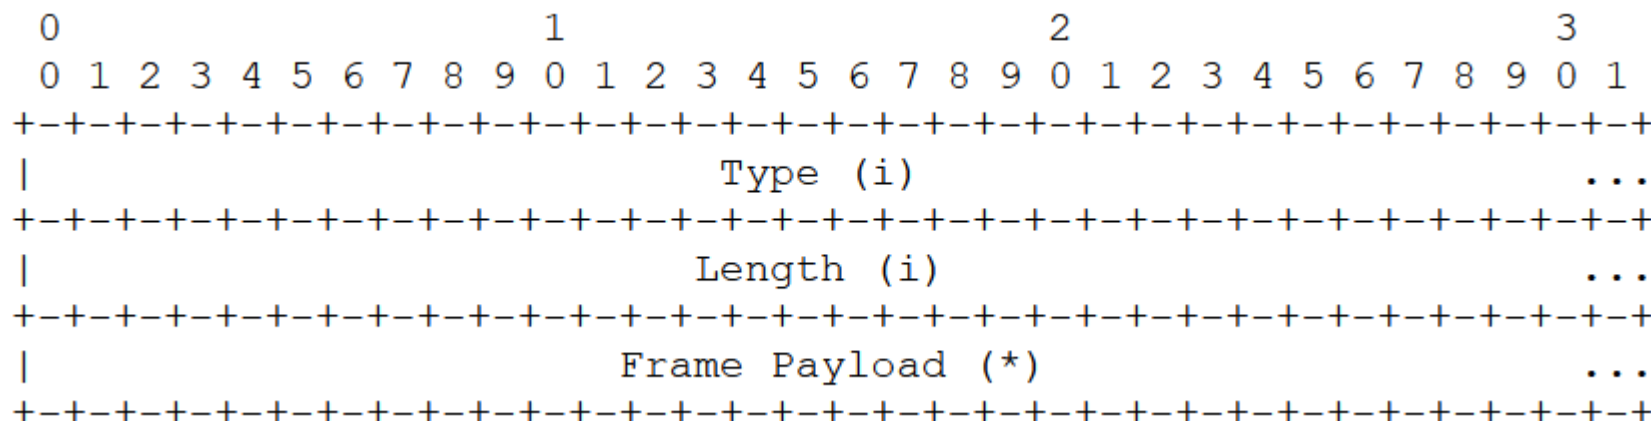 0                   1                   2                   3
0 1 2 3 4 5 6 7 8 9 0 1 2 3 4 5 6 7 8 9 0 1 2 3 4 5 6 7 8 9 0 1
+-+-+-+-+-+-+-+-+-+-+-+-+-+-+-+-+-+-+-+-+-+-+-+-+-+-+-+-+-+-+-+-+
|                           Type (i)                          ...
+-+-+-+-+-+-+-+-+-+-+-+-+-+-+-+-+-+-+-+-+-+-+-+-+-+-+-+-+-+-+-+-+
|                          Length (i)                         ...
+-+-+-+-+-+-+-+-+-+-+-+-+-+-+-+-+-+-+-+-+-+-+-+-+-+-+-+-+-+-+-+-+
|                       Frame Payload (*)                     ...
+-+-+-+-+-+-+-+-+-+-+-+-+-+-+-+-+-+-+-+-+-+-+-+-+-+-+-+-+-+-+-+-+